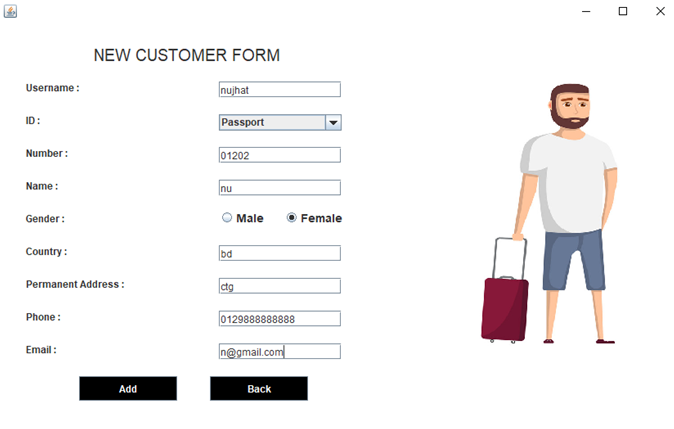 NEW CUSTOMER FORM
Username : nujhat
ID : Passport
Number : 01202
Name : nu
Gender : Male Female
Country : bd
Permanent Address : ctg
Phone : 0129888888888
Email : n@gmail.com
Add Back